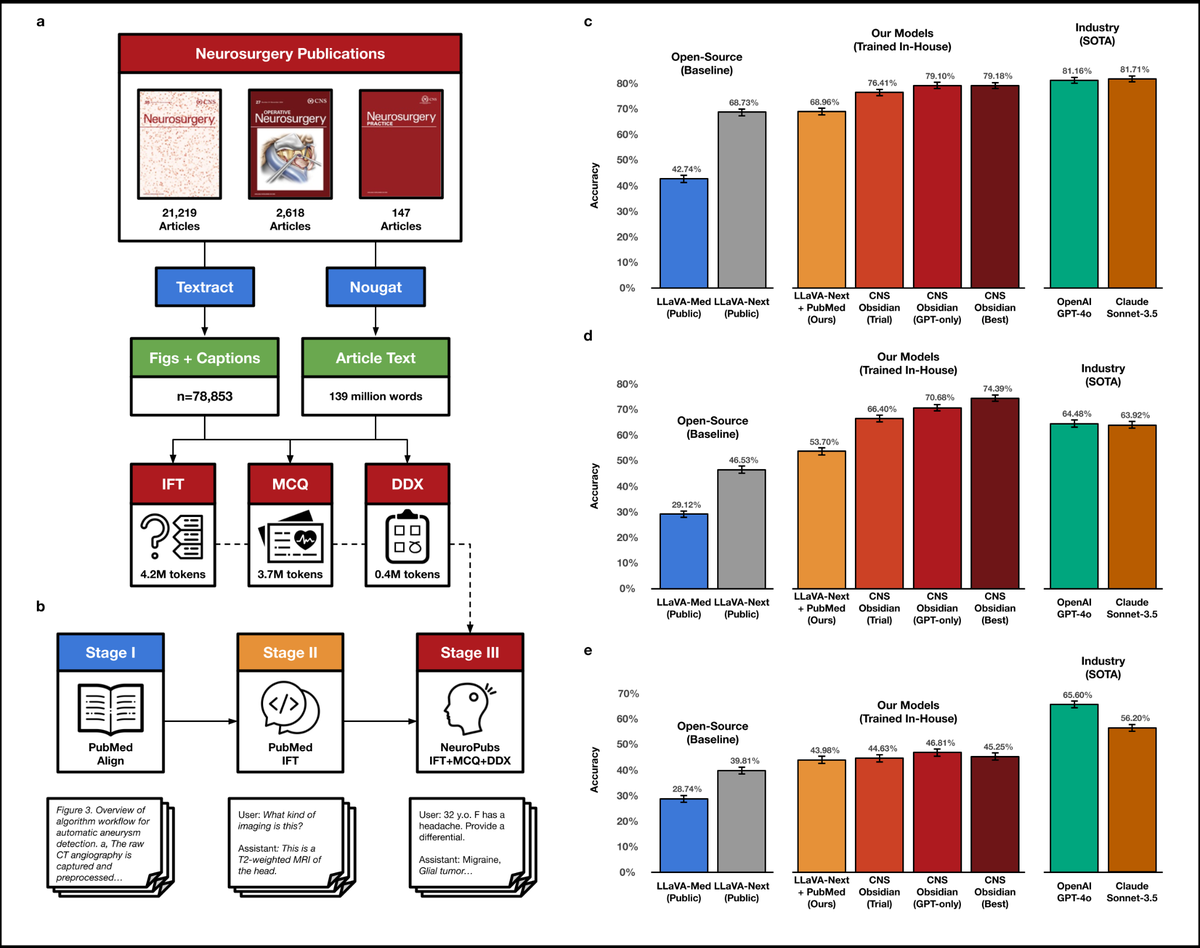 a
Neurosurgery Publications
CNS
Neurosurgery
CNS
OPERATIVE
Neurosurgery
CNS
Neurosurgery
PRACTICE
21,219
Articles
2,618
Articles
147
Articles
Textract
Nougat
Figs + Captions
n=78,853
Article Text
139 million words
IFT
4.2M tokens
MCQ
3.7M tokens
DDX
0.4M tokens
b
Stage I
PubMed
Align
Stage II
</>
PubMed
IFT
Stage III
NeuroPubs
IFT+MCQ+DDX
Figure 3. Overview of
algorithm workflow for
automatic aneurysm
detection. a, The raw
CT angiography is
captured and
preprocessed…
User: What kind of
imaging is this?
Assistant: This is a
T2-weighted MRI of
the head.
User: 32 y.o. F has a
headache. Provide a
differential.
Assistant: Migraine,
Glial tumor…
c
Open-Source
(Baseline)
Our Models
(Trained In-House)
Industry
(SOTA)
Accuracy
80%
70%
60%
50%
40%
30%
20%
10%
0%
42.74%
68.73%
68.96%
76.41%
79.10%
79.18%
81.16%
81.71%
LLaVA-Med
(Public)
LLaVA-Next
(Public)
LLaVA-Next
+ PubMed
(Ours)
CNS
Obsidian
(Trial)
CNS
Obsidian
(GPT-only)
CNS
Obsidian
(Best)
OpenAI
GPT-4o
Claude
Sonnet-3.5
d
Open-Source
(Baseline)
Our Models
(Trained In-House)
Industry
(SOTA)
Accuracy
80%
70%
60%
50%
40%
30%
20%
10%
0%
29.12%
46.53%
53.70%
66.40%
70.68%
74.39%
64.48%
63.92%
LLaVA-Med
(Public)
LLaVA-Next
(Public)
LLaVA-Next
+ PubMed
(Ours)
CNS
Obsidian
(Trial)
CNS
Obsidian
(GPT-only)
CNS
Obsidian
(Best)
OpenAI
GPT-4o
Claude
Sonnet-3.5
e
Open-Source
(Baseline)
Our Models
(Trained In-House)
Industry
(SOTA)
Accuracy
70%
60%
50%
40%
30%
20%
10%
0%
28.74%
39.81%
43.98%
44.63%
46.81%
45.25%
65.60%
56.20%
LLaVA-Med
(Public)
LLaVA-Next
(Public)
LLaVA-Next
+ PubMed
(Ours)
CNS
Obsidian
(Trial)
CNS
Obsidian
(GPT-only)
CNS
Obsidian
(Best)
OpenAI
GPT-4o
Claude
Sonnet-3.5